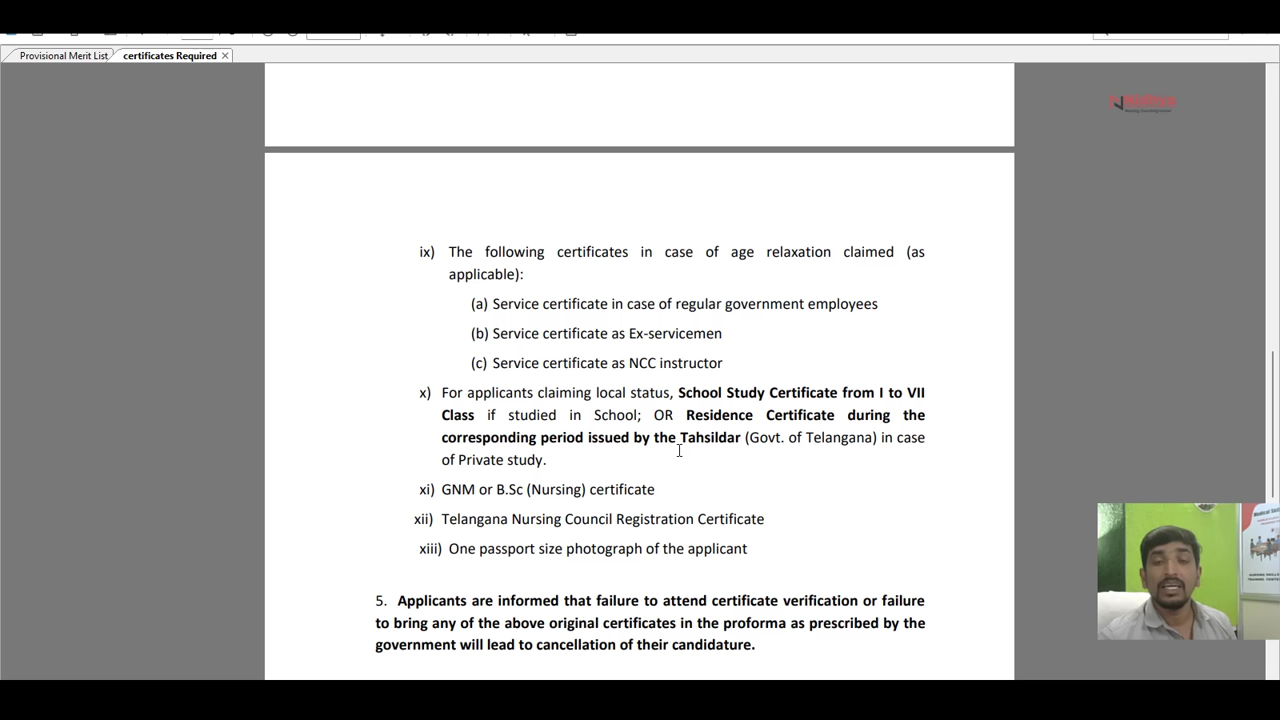 Provisional Merit List
certificates Required
ix) The following certificates in case of age relaxation claimed (as
applicable):
(a) Service certificate in case of regular government employees
(b) Service certificate as Ex-servicemen
(c) Service certificate as NCC instructor
x) For applicants claiming local status, School Study Certificate from I to VII
Class if studied in School; OR Residence Certificate during the
corresponding period issued by the Tahsildar (Govt. of Telangana) in case
of Private study.
xi) GNM or B.Sc (Nursing) certificate
xii) Telangana Nursing Council Registration Certificate
xiii) One passport size photograph of the applicant
5. Applicants are informed that failure to attend certificate verification or failure
to bring any of the above original certificates in the proforma as prescribed by the
government will lead to cancellation of their candidature.
Medical Skil